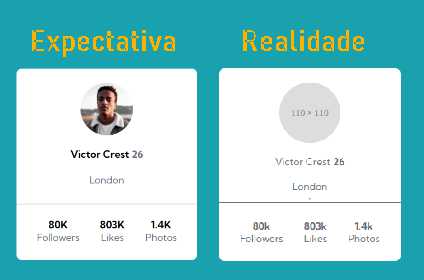 Expectativa
Realidade
Victor Crest 26
London
80K
803K
1.4K
Followers
Likes
Photos
110 × 110
Victor Crest 26
London
80k
803k
1.4k
Followers
Likes
Photos